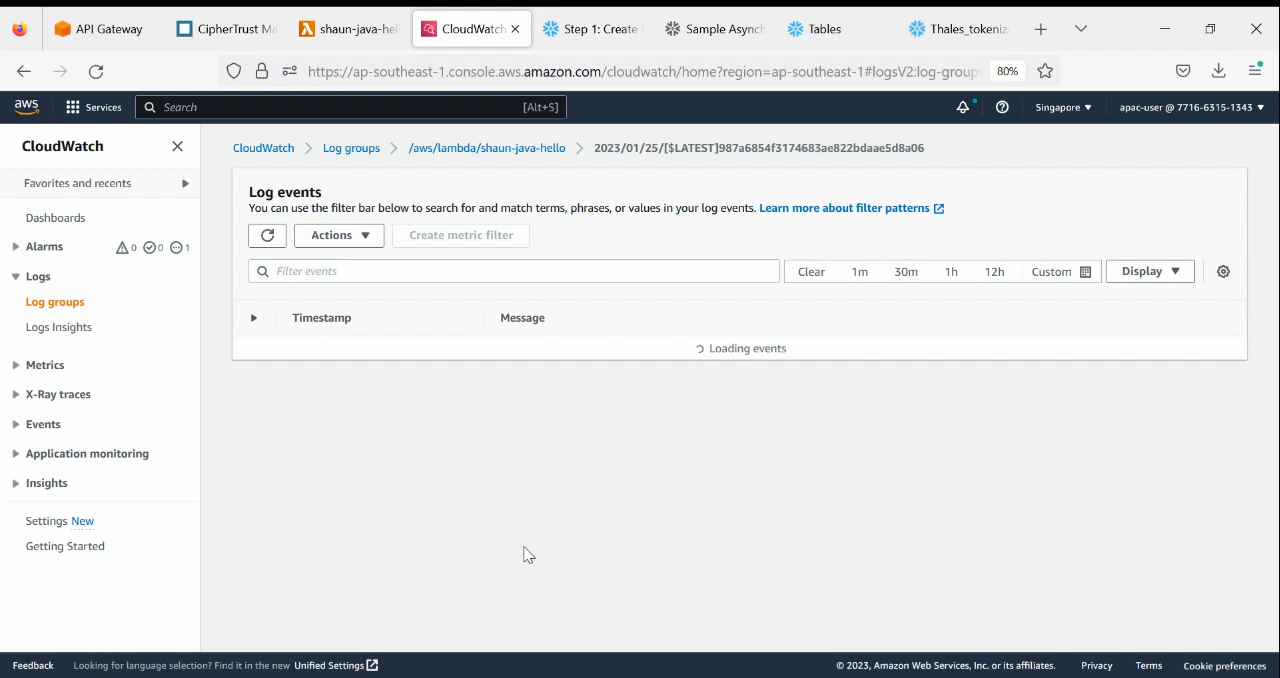 API Gateway
CipherTrust Ma
shaun-java-hel
CloudWatch
Step 1: Create
Sample Asynch
Tables
Thales_tokeniz
https://ap-southeast-1.console.aws.amazon.com/cloudwatch/home?region=ap-southeast-1#logsV2:log-groups
80%
aws
Services
Search
[Alt+S]
Singapore
apac-user @ 7716-6315-1343
CloudWatch
Favorites and recents
Dashboards
Alarms
0
0
1
Logs
Log groups
Logs Insights
Metrics
X-Ray traces
Events
Application monitoring
Insights
Settings New
Getting Started
CloudWatch
Log groups
/aws/lambda/shaun-java-hello
2023/01/25/[$LATEST]987a6854f3174683ae822bdaae5d8a06
Log events
You can use the filter bar below to search for and match terms, phrases, or values in your log events. Learn more about filter patterns
Actions
Create metric filter
Filter events
Clear
1m
30m
1h
12h
Custom
Display
Timestamp
Message
Loading events
Feedback
Looking for language selection? Find it in the new Unified Settings
© 2023, Amazon Web Services, Inc. or its affiliates.
Privacy
Terms
Cookie preferences